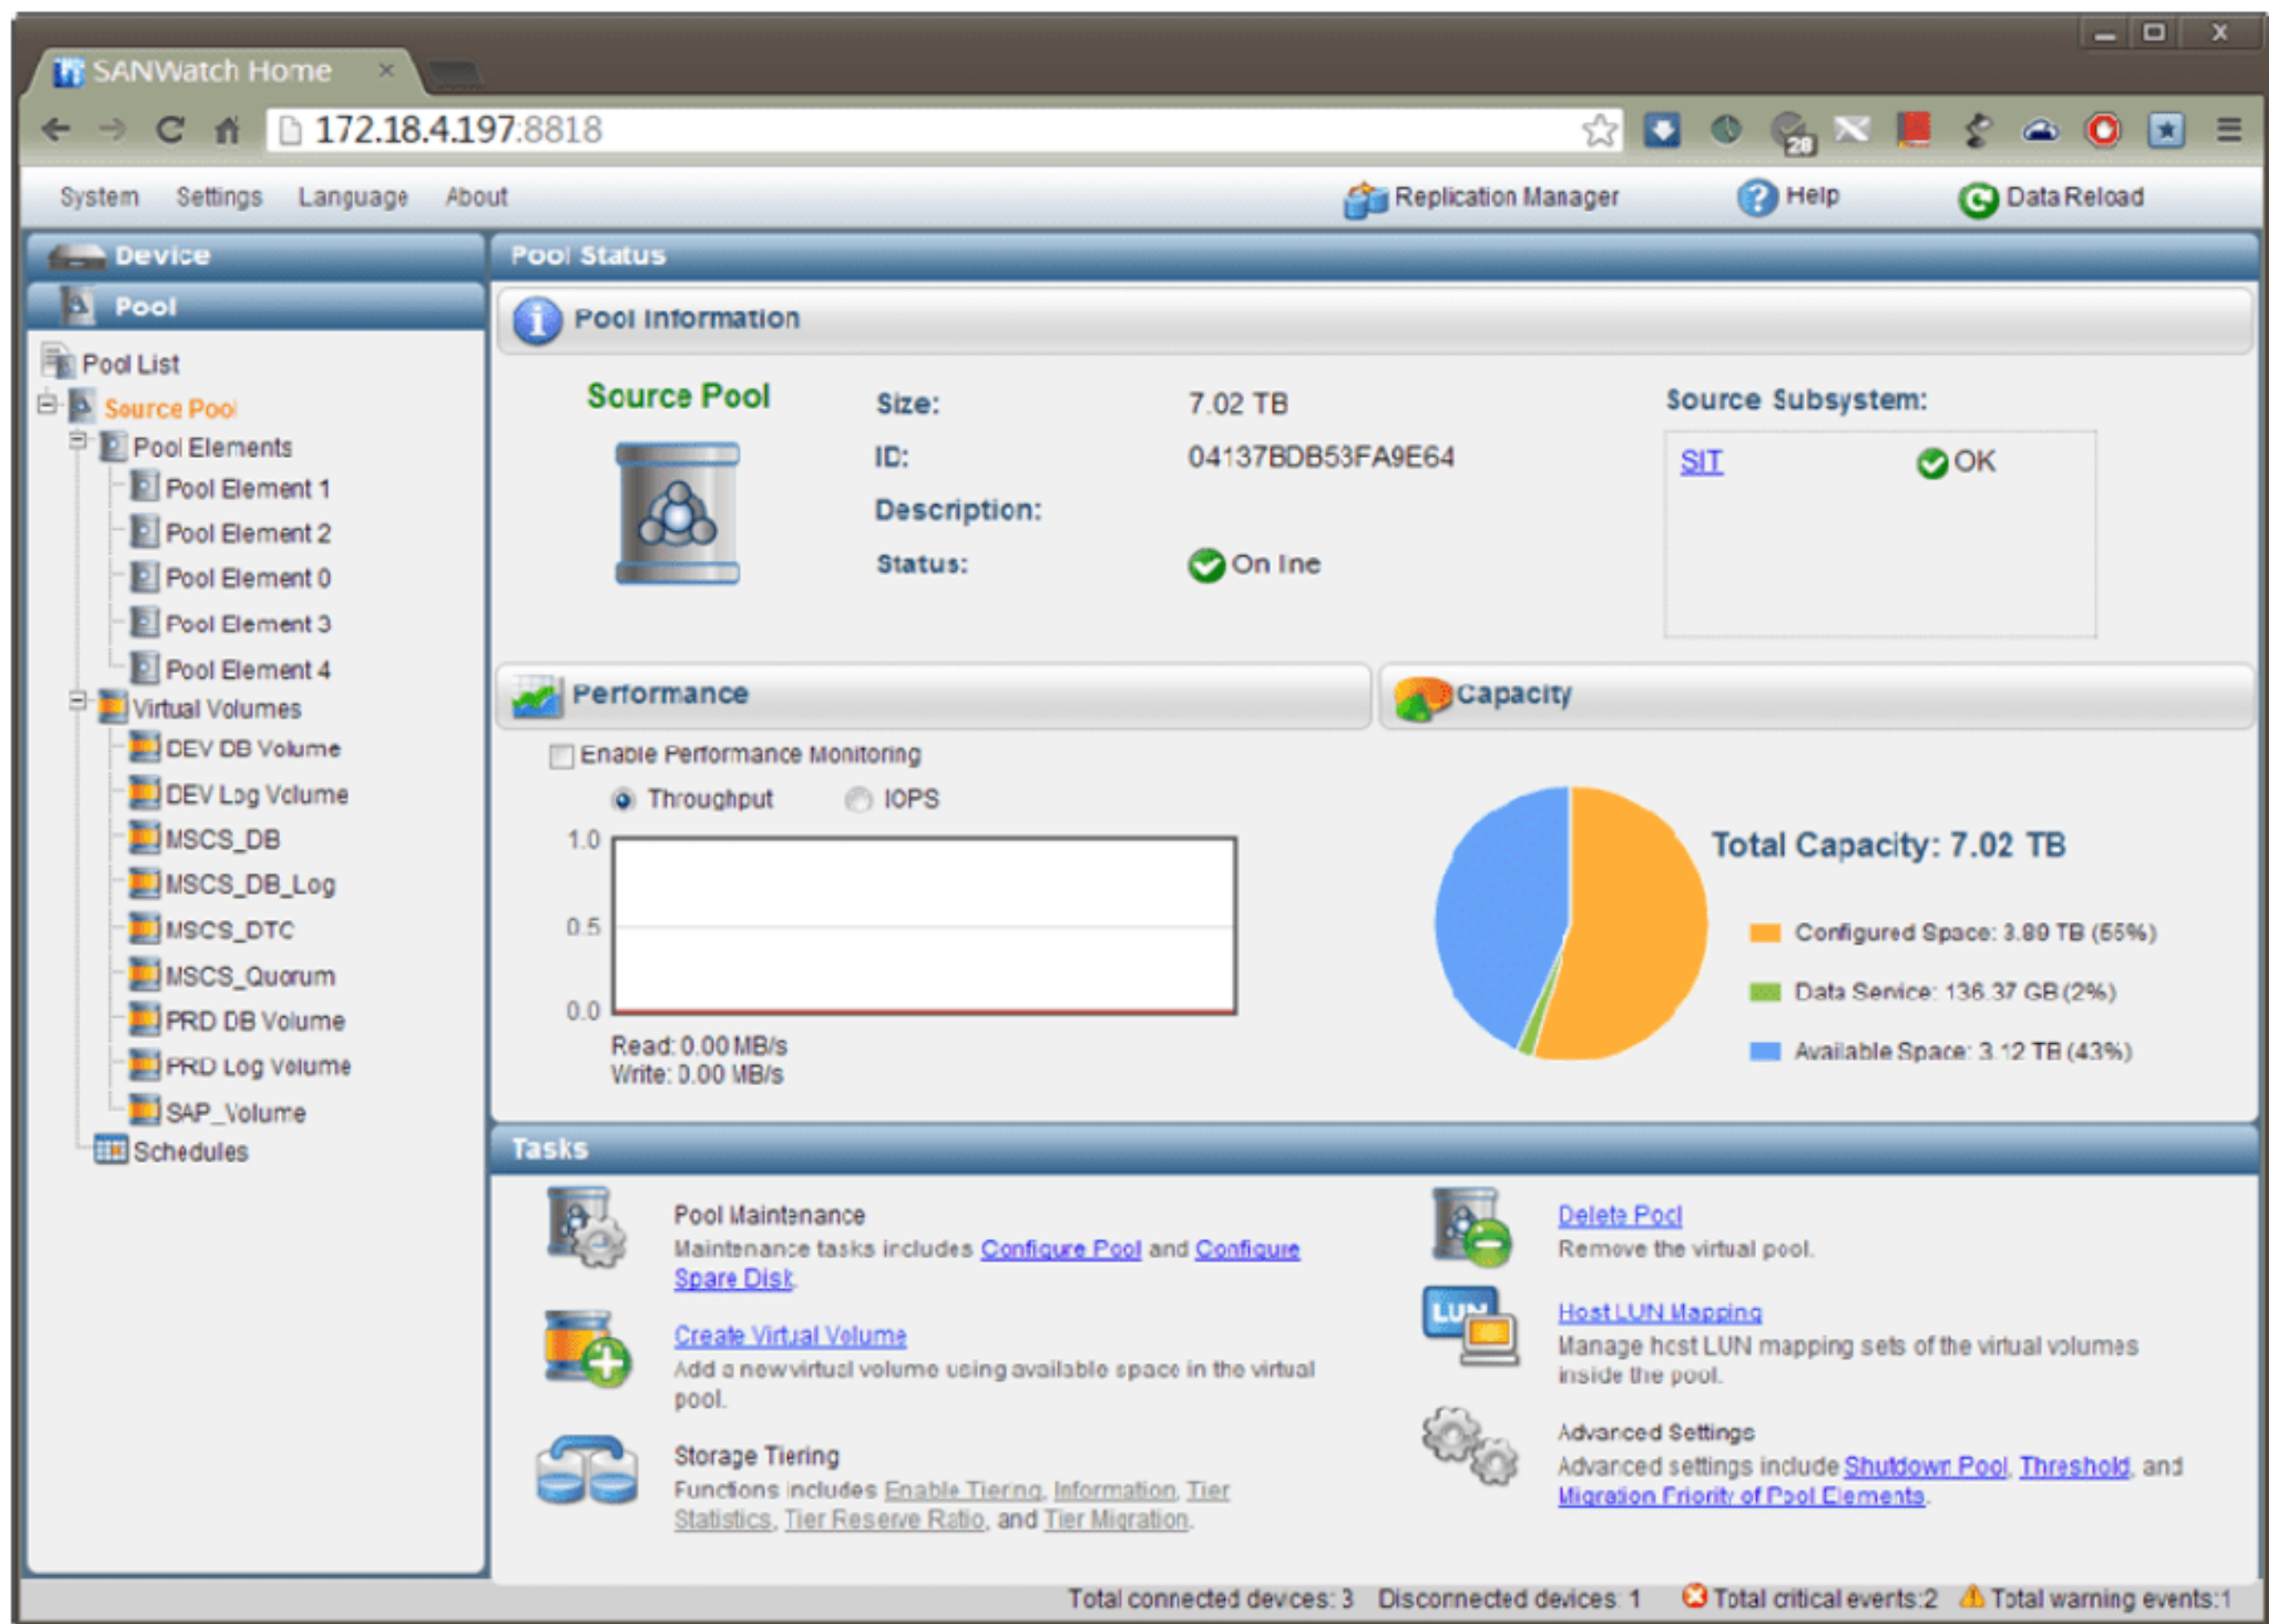 SANWatch Home
172.18.4.197:8818
28
System Settings Language About
Replication Manager Help Data Reload
Device
Pool
Pool List
Source Pool
Pool Elements
Pool Element 1
Pool Element 2
Pool Element 0
Pool Element 3
Pool Element 4
Virtual Volumes
DEV DB Volume
DEV Log Volume
MSCS_DB
MSCS_DB_Log
MSCS_DTC
MSCS_Quorum
PRD DB Volume
PRD Log Volume
SAP_Volume
Schedules
Pool Status
Pool Information
Source Pool
Size: 7.02 TB
ID: 04137BDB53FA9E64
Description:
Status: On line
Source Subsystem:
SIT OK
Performance
Enable Performance Monitoring
Throughput IOPS
1.0
0.5
0.0
Read: 0.00 MB/s
Write: 0.00 MB/s
Capacity
Total Capacity: 7.02 TB
Configured Space: 3.89 TB (55%)
Data Service: 136.37 GB (2%)
Available Space: 3.12 TB (43%)
Tasks
Pool Maintenance
Maintenance tasks includes Configure Pool and Configure
Spare Disk.
Create Virtual Volume
Add a new virtual volume using available space in the virtual
pool.
Storage Tiering
Functions includes Enable Tiering, Information, Tier
Statistics, Tier Reserve Ratio, and Tier Migration.
Delete Pool
Remove the virtual pool.
LUN
Host LUN Mapping
Manage host LUN mapping sets of the virtual volumes
inside the pool.
Advanced Settings
Advanced settings include Shutdown Pool, Threshold, and
Migration Priority of Pool Elements.
Total connected devices: 3 Disconnected devices: 1 Total critical events:2 Total warning events:1